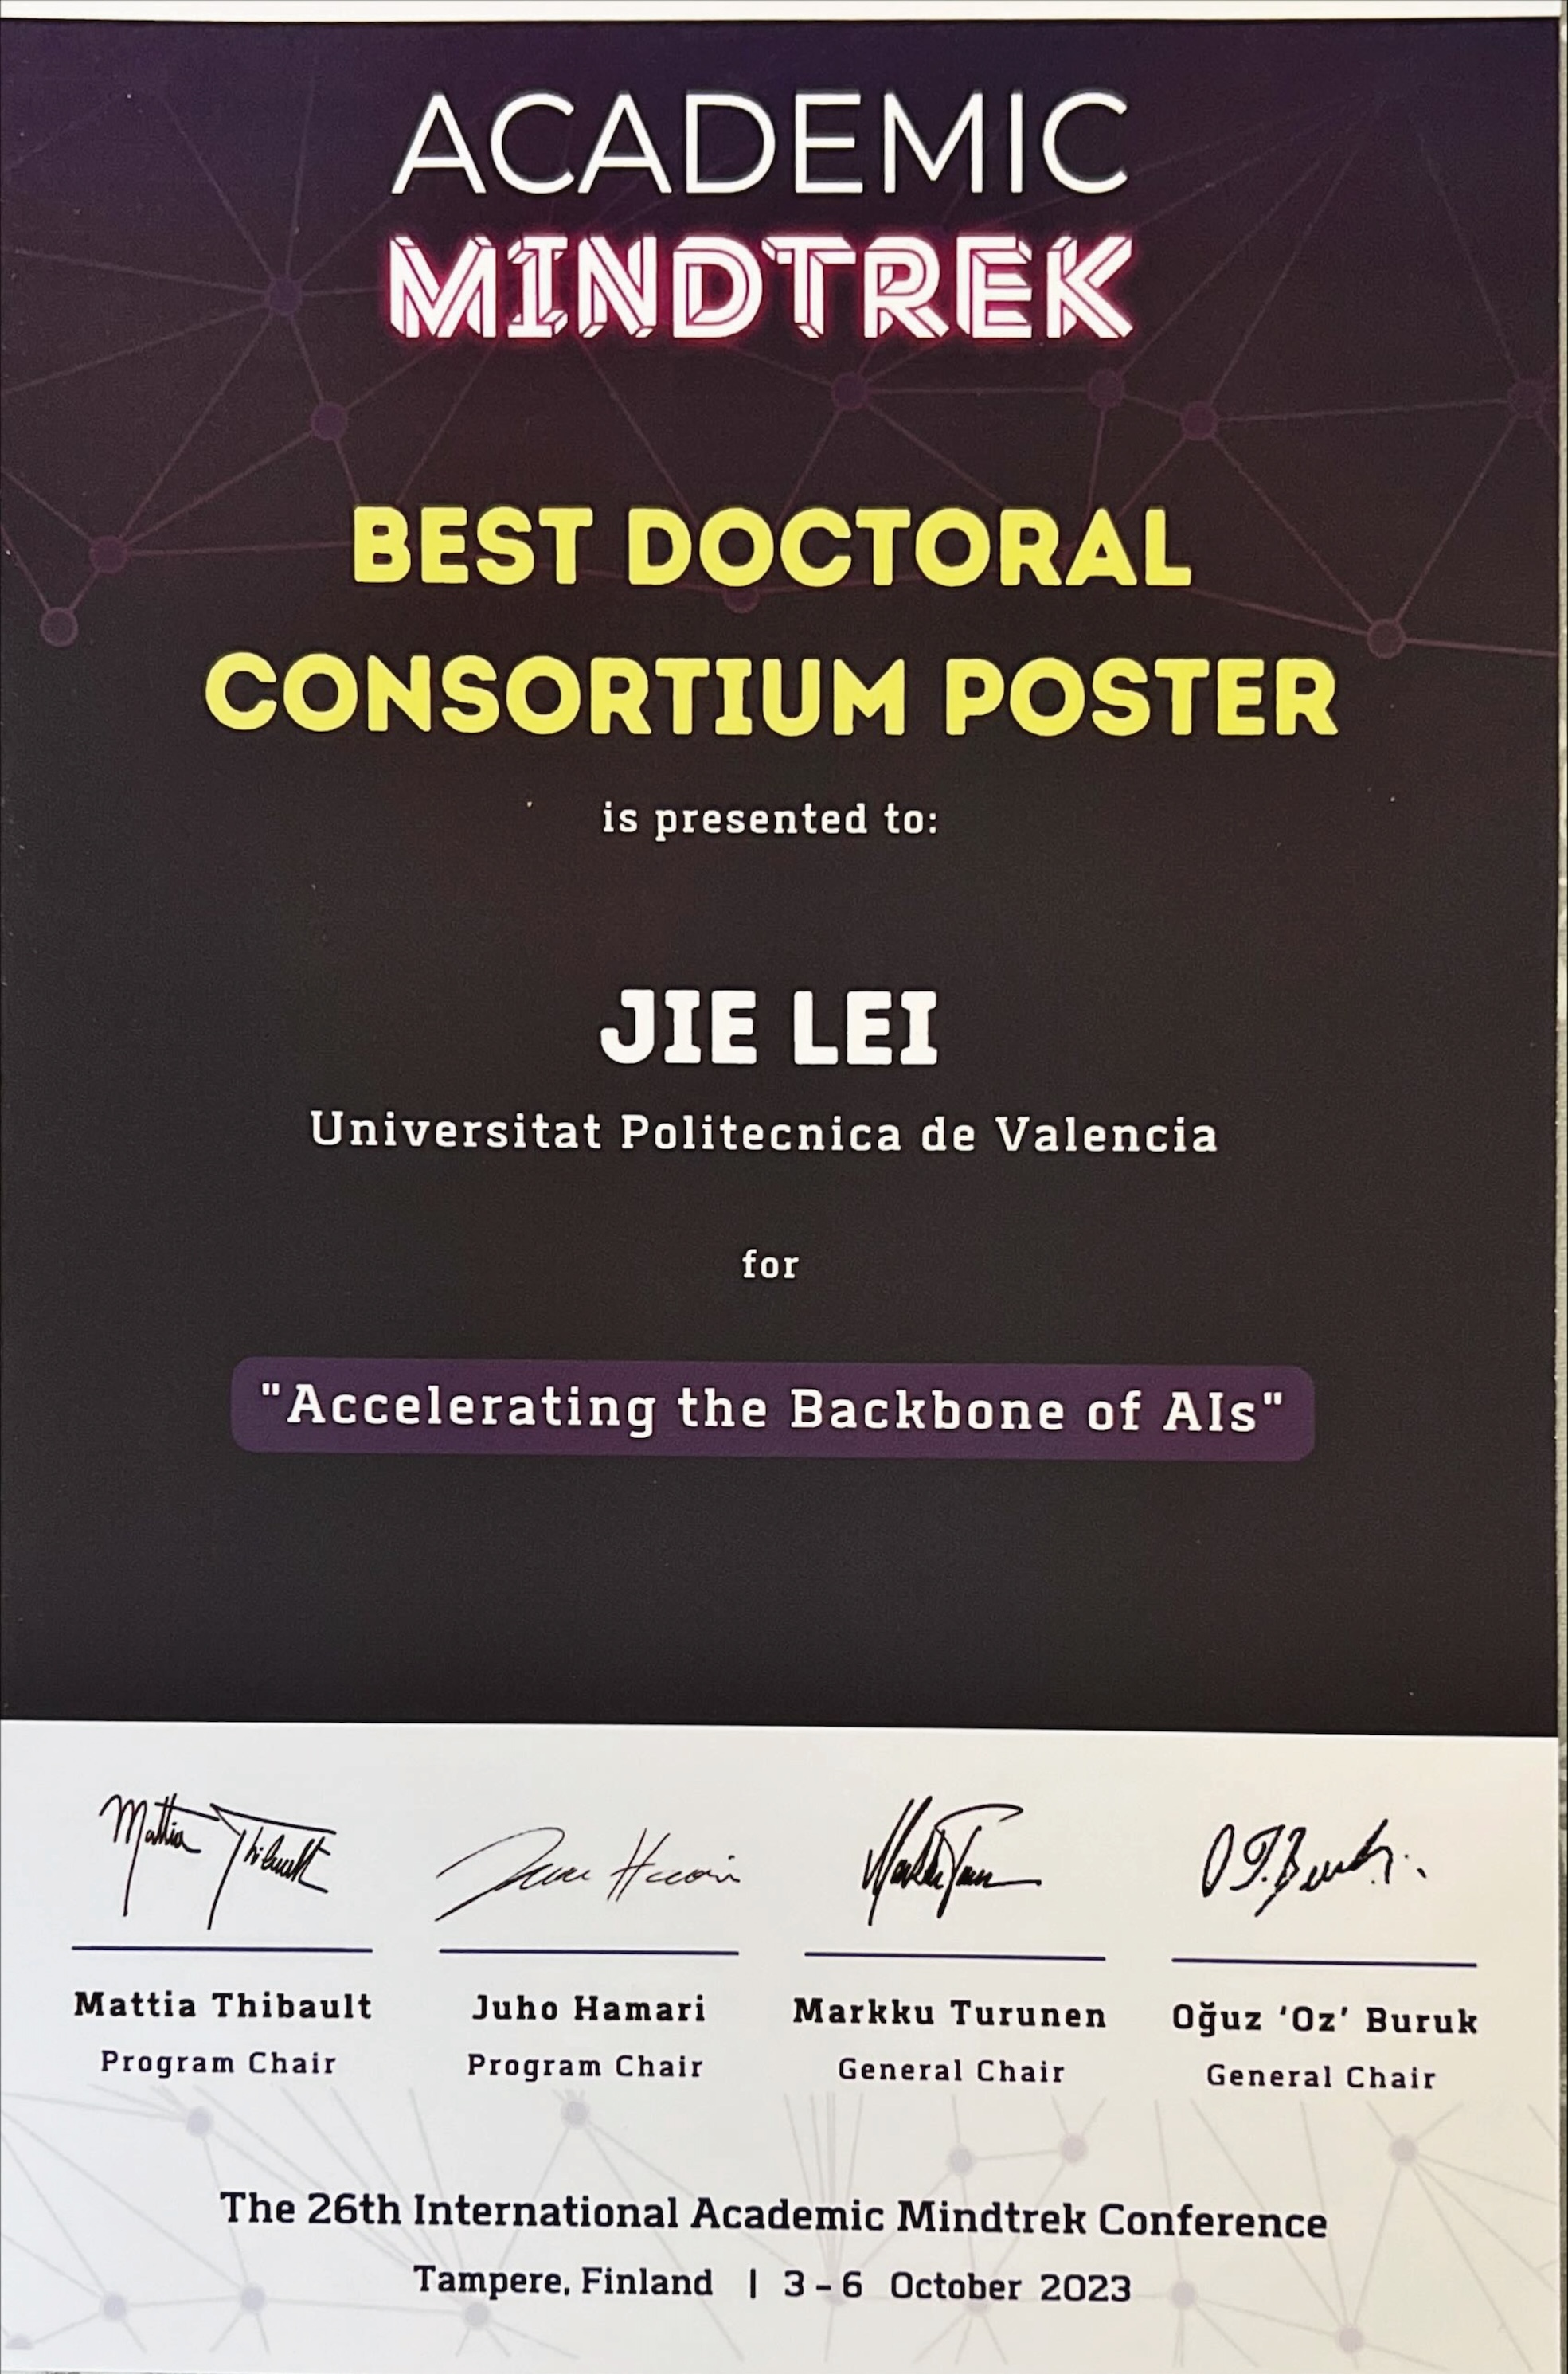 ACADEMIC
MINDTREK
BEST DOCTORAL
CONSORTIUM POSTER
is presented to:
JIE LEI
Universitat Politecnica de Valencia
for
"Accelerating the Backbone of AIs"
Mattia Thibault
Juho Hamari
Markku Turunen
Oğuz ‘Oz’ Buruk
Program Chair
Program Chair
General Chair
General Chair
The 26th International Academic Mindtrek Conference
Tampere, Finland | 3 – 6 October 2023